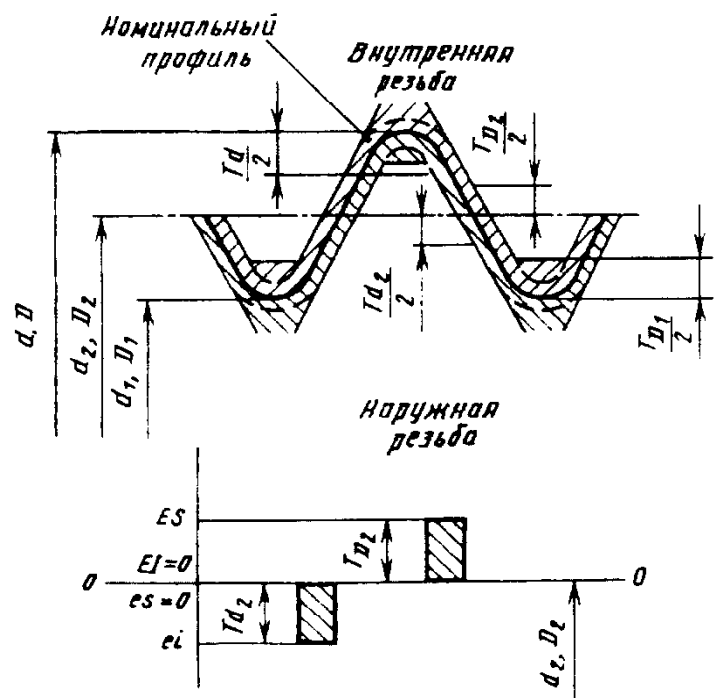 Номинальный
профиль
Внутренняя
резьба
Td/2
TD₂/2
Td₂/2
TD₁/2
d, D
d₂, D₂
d₁, D₁
Наружная
резьба
ES
EI=0
0
0
es=0
ei
TD₂
Td₂
d₂, D₂